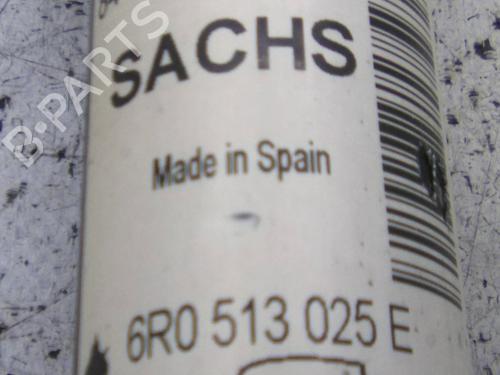 SACHS
B-PARTS
Made in Spain
6R0 513 025 E